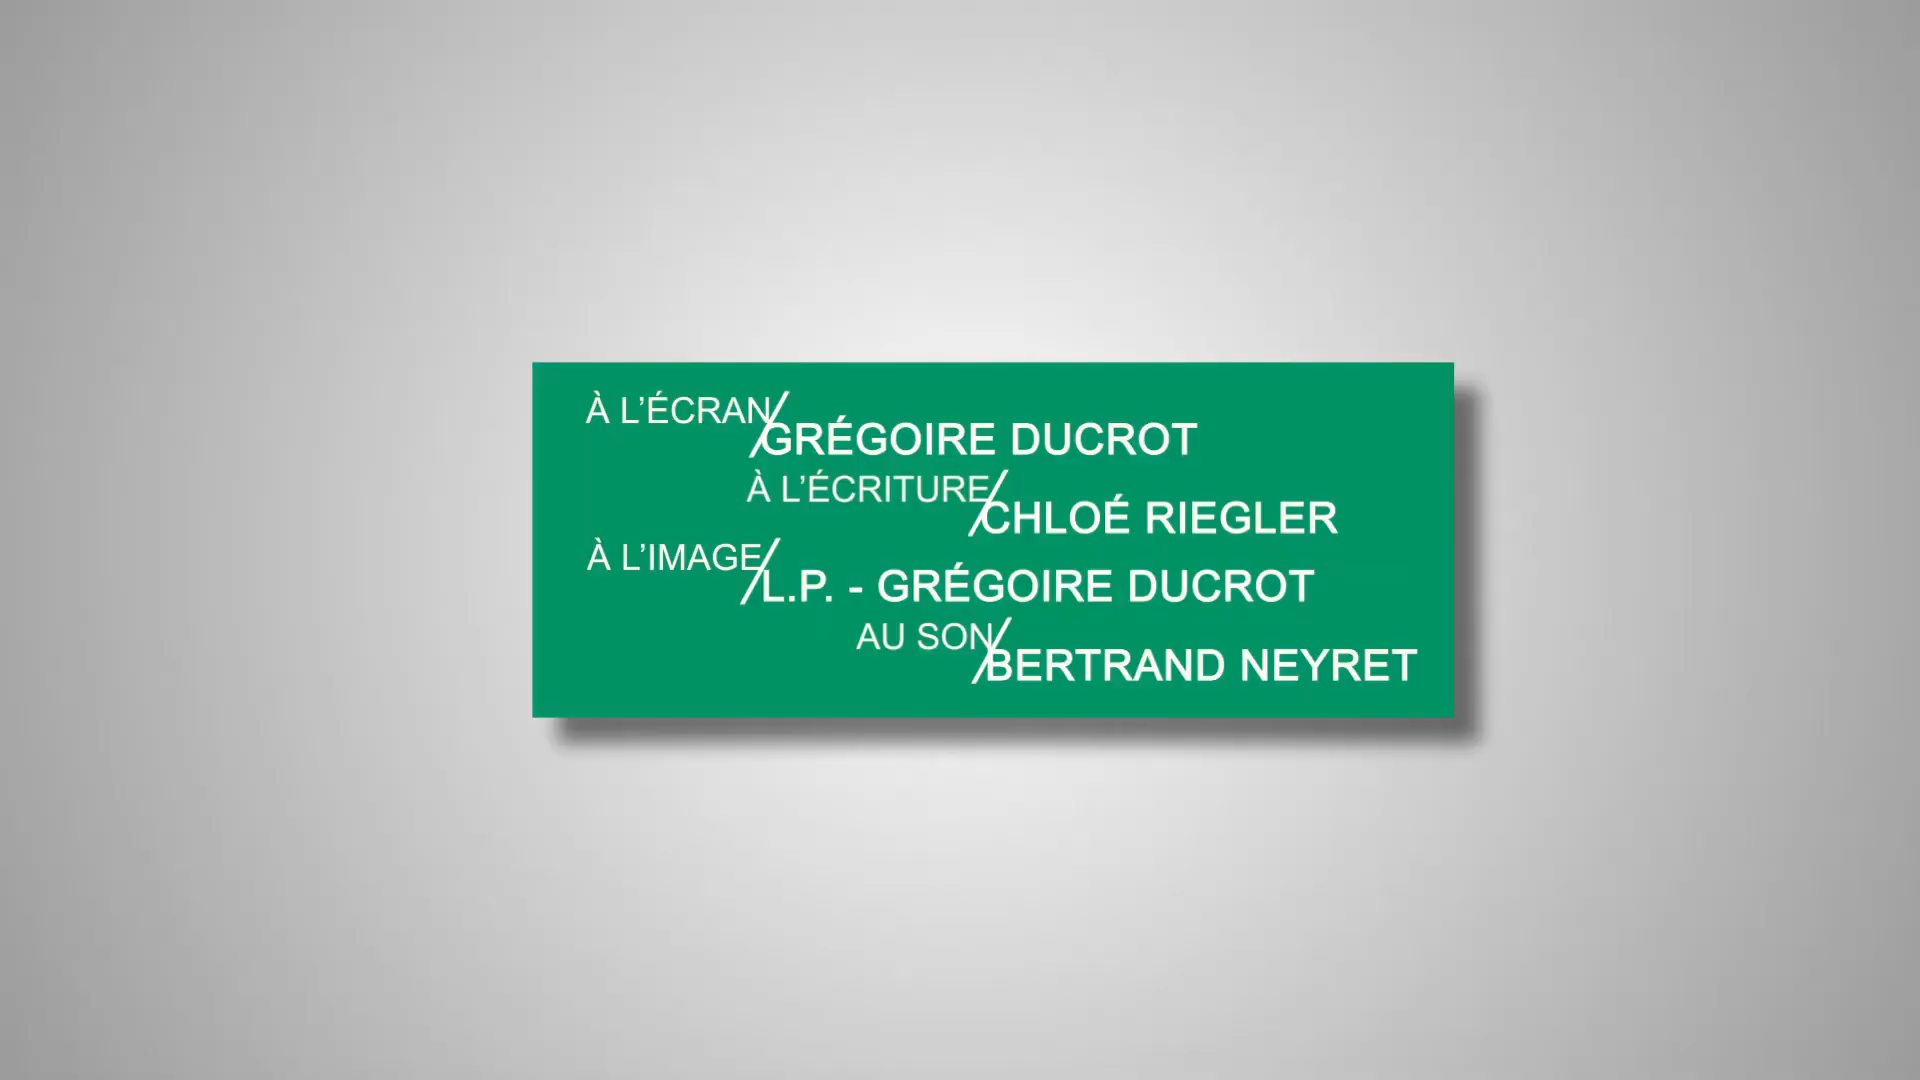 À L’ÉCRAN/
GRÉGOIRE DUCROT
À L’ÉCRITURE/
CHLOÉ RIEGLER
À L’IMAGE/
L.P. - GRÉGOIRE DUCROT
AU SON/
BERTRAND NEYRET